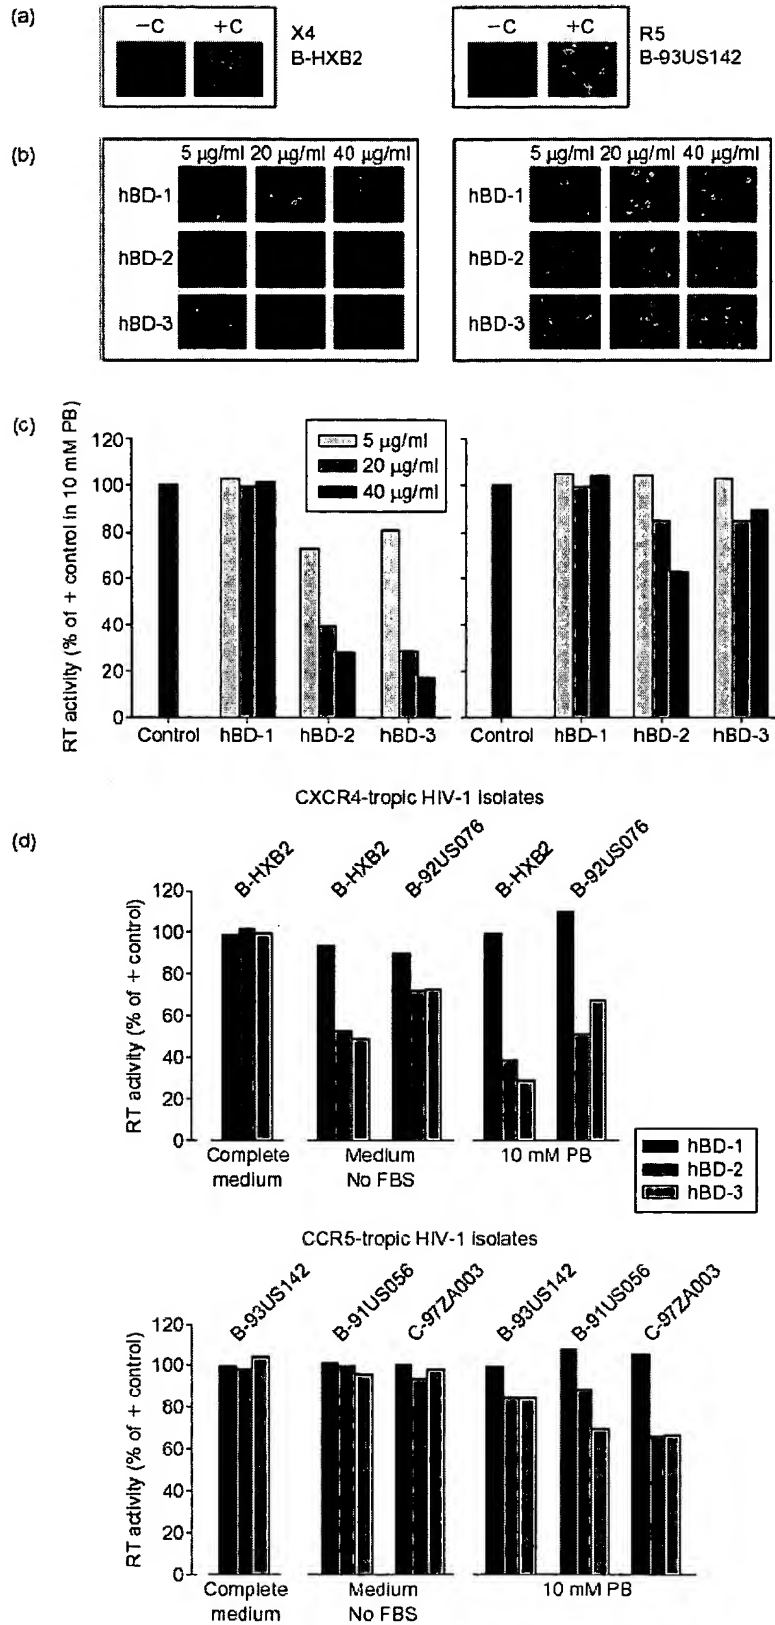 (a)
−C +C
X4
B-HXB2
−C +C
R5
B-93US142
(b)
5 µg/ml 20 µg/ml 40 µg/ml
hBD-1
hBD-2
hBD-3
5 µg/ml 20 µg/ml 40 µg/ml
hBD-1
hBD-2
hBD-3
(c)
RT activity (% of + control in 10 mM PB)
120
100
80
60
40
20
0
5 µg/ml
20 µg/ml
40 µg/ml
Control hBD-1 hBD-2 hBD-3
Control hBD-1 hBD-2 hBD-3
CXCR4-tropic HIV-1 isolates
(d)
B-HXB2 B-HXB2 B-92US076 B-HXB2 B-92US076
RT activity (% of + control)
120
100
80
60
40
20
0
Complete medium
Medium No FBS
10 mM PB
hBD-1
hBD-2
hBD-3
CCR5-tropic HIV-1 isolates
B-93US142 B-91US056 C-97ZA003 B-93US142 B-91US056 C-97ZA003
RT activity (% of + control)
120
100
80
60
40
20
0
Complete medium
Medium No FBS
10 mM PB